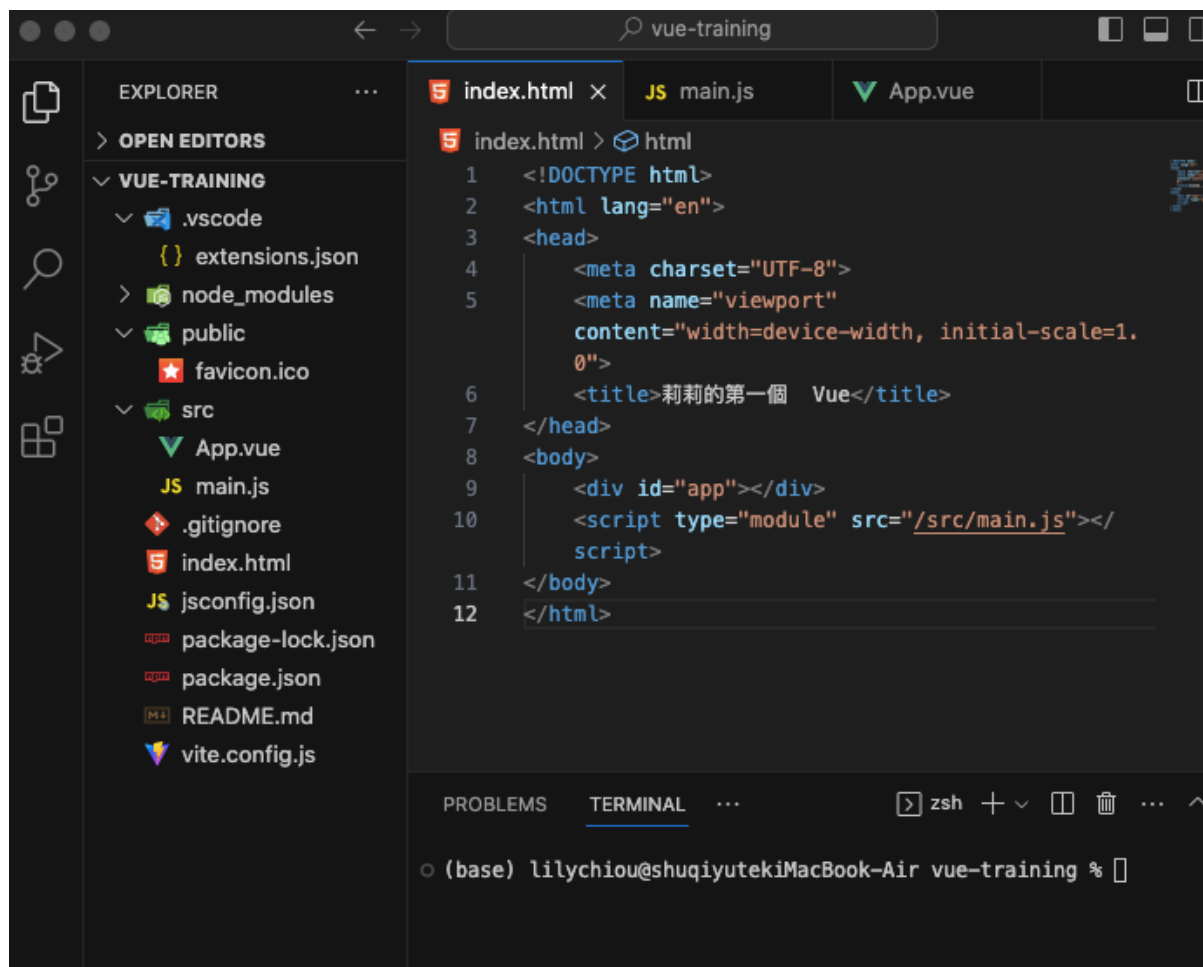 vue-training
EXPLORER ...
index.html × JS main.js App.vue
OPEN EDITORS
index.html > html
VUE-TRAINING
.vscode
{} extensions.json
node_modules
public
favicon.ico
src
App.vue
JS main.js
.gitignore
index.html
JS jsconfig.json
package-lock.json
package.json
README.md
vite.config.js
1 <!DOCTYPE html>
2 <html lang="en">
3 <head>
4 <meta charset="UTF-8">
5 <meta name="viewport"
content="width=device-width, initial-scale=1.
0">
6 <title>莉莉的第一個 Vue</title>
7 </head>
8 <body>
9 <div id="app"></div>
10 <script type="module" src="/src/main.js"></
script>
11 </body>
12 </html>
PROBLEMS TERMINAL ... zsh ...
(base) lilychiou@shuqiyutekiMacBook-Air vue-training %